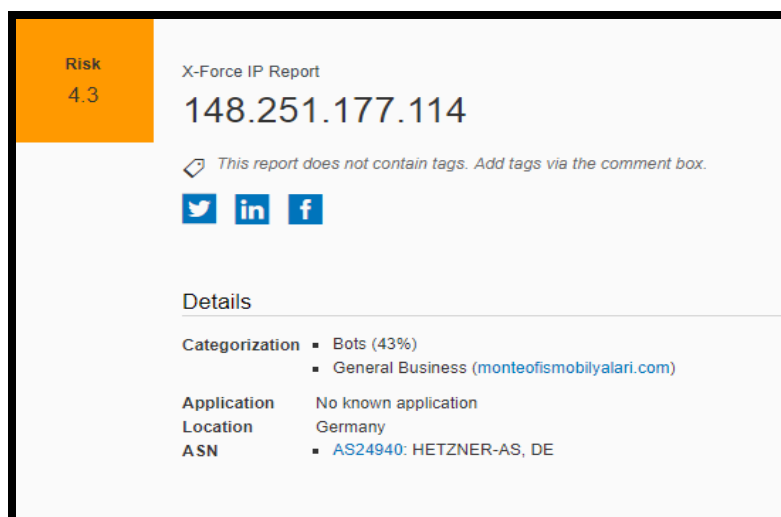 Risk
4.3
X-Force IP Report
148.251.177.114
This report does not contain tags. Add tags via the comment box.
Details
Categorization ▪ Bots (43%)
▪ General Business (monteofismobilyalari.com)
Application No known application
Location Germany
ASN ▪ AS24940: HETZNER-AS, DE